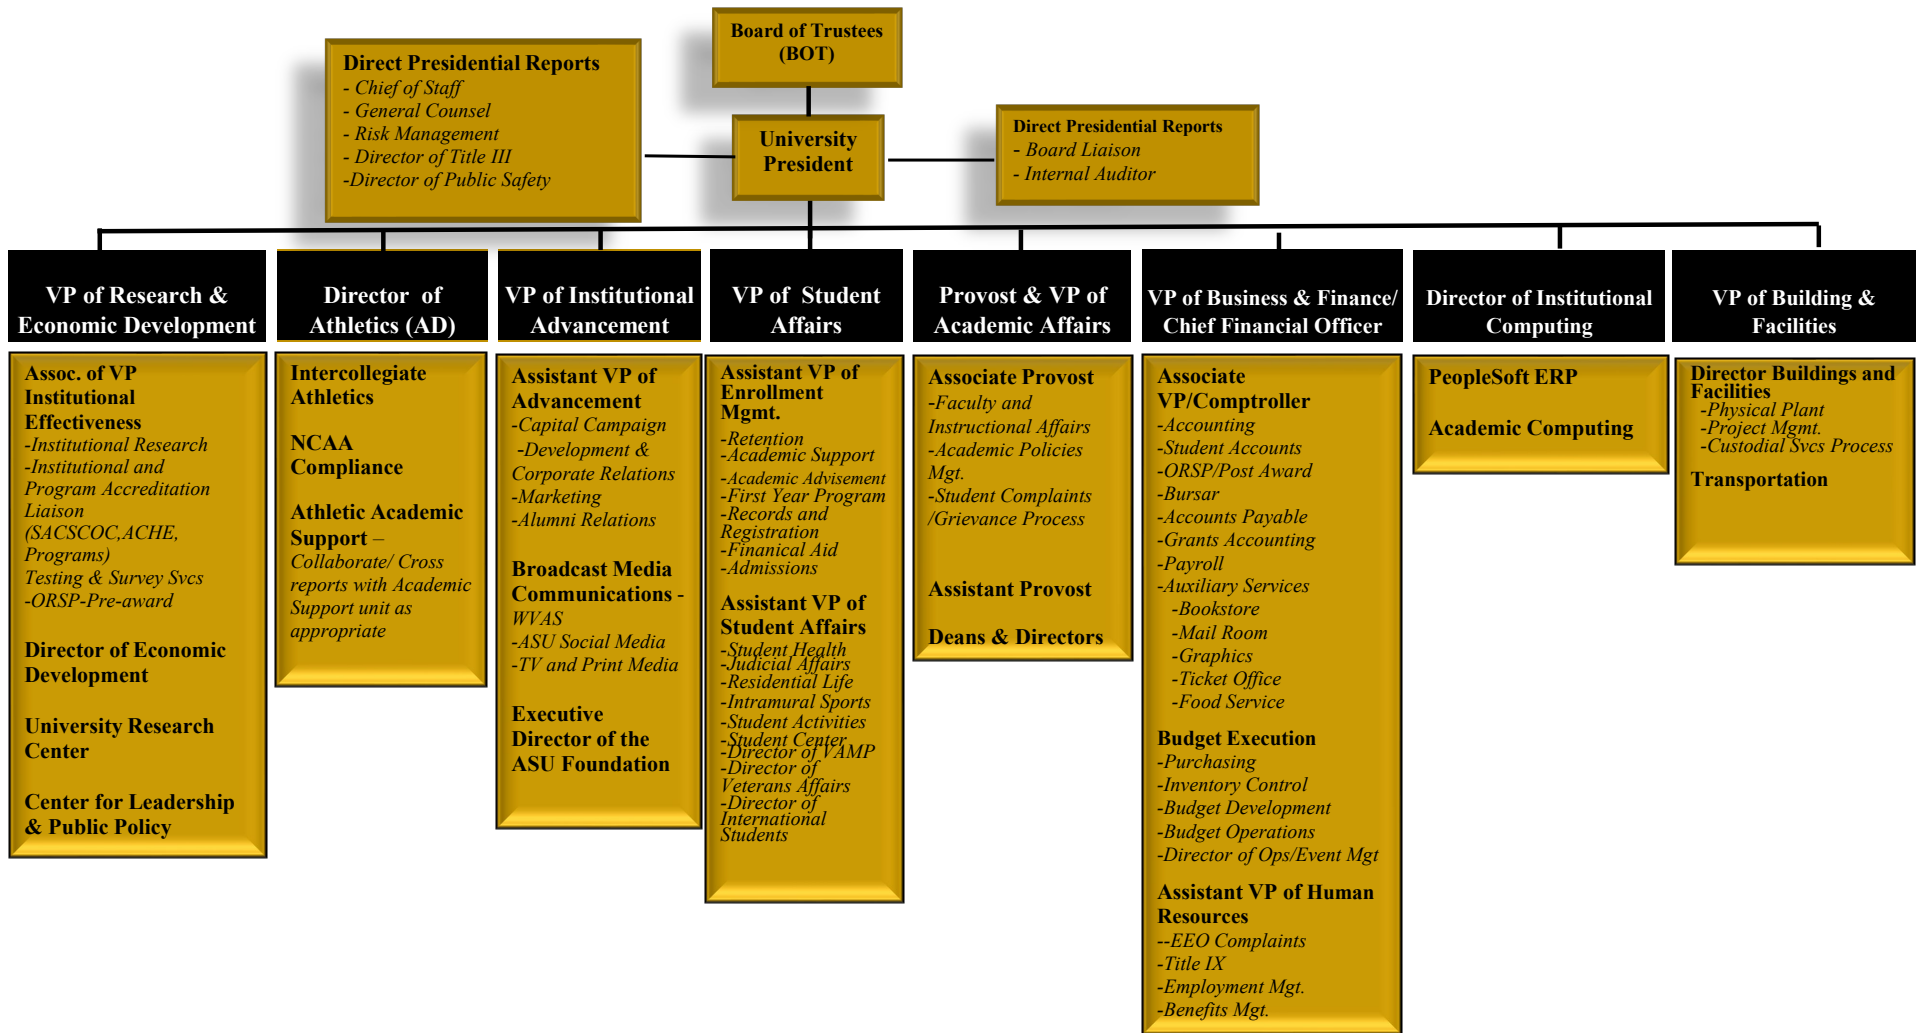 Board of Trustees
(BOT)
Direct Presidential Reports
- Chief of Staff
- General Counsel
- Risk Management
- Director of Title III
-Director of Public Safety
University
President
Direct Presidential Reports
- Board Liaison
- Internal Auditor
VP of Research &
Economic Development
Director of
Athletics (AD)
VP of Institutional
Advancement
VP of Student
Affairs
Provost & VP of
Academic Affairs
VP of Business & Finance/
Chief Financial Officer
Director of Institutional
Computing
VP of Building &
Facilities
Assoc. of VP
Institutional
Effectiveness
-Institutional Research
-Institutional and
Program Accreditation
Liaison
(SACSCOC,ACHE,
Programs)
Testing & Survey Svcs
-ORSP-Pre-award
Director of Economic
Development
University Research
Center
Center for Leadership
& Public Policy
Intercollegiate
Athletics
NCAA
Compliance
Athletic Academic
Support –
Collaborate/ Cross
reports with Academic
Support unit as
appropriate
Assistant VP of
Advancement
-Capital Campaign
-Development &
Corporate Relations
-Marketing
-Alumni Relations
Broadcast Media
Communications -
WVAS
-ASU Social Media
-TV and Print Media
Executive
Director of the
ASU Foundation
Assistant VP of
Enrollment
Mgmt.
-Retention
-Academic Support
-Academic Advisement
-First Year Program
-Records and
Registration
-Finanical Aid
-Admissions
Assistant VP of
Student Affairs
-Student Health
-Judicial Affairs
-Residential Life
-Intramural Sports
-Student Activities
-Student Center
-Director of VAMP
-Director of
Veterans Affairs
-Director of
International
Students
Associate Provost
-Faculty and
Instructional Affairs
-Academic Policies
Mgt.
-Student Complaints
/Grievance Process
Assistant Provost
Deans & Directors
Associate
VP/Comptroller
-Accounting
-Student Accounts
-ORSP/Post Award
-Bursar
-Accounts Payable
-Grants Accounting
-Payroll
-Auxiliary Services
-Bookstore
-Mail Room
-Graphics
-Ticket Office
-Food Service
Budget Execution
-Purchasing
-Inventory Control
-Budget Development
-Budget Operations
-Director of Ops/Event Mgt
Assistant VP of Human
Resources
--EEO Complaints
-Title IX
-Employment Mgt.
-Benefits Mgt.
PeopleSoft ERP
Academic Computing
Director Buildings and
Facilities
-Physical Plant
-Project Mgmt.
-Custodial Svcs Process
Transportation